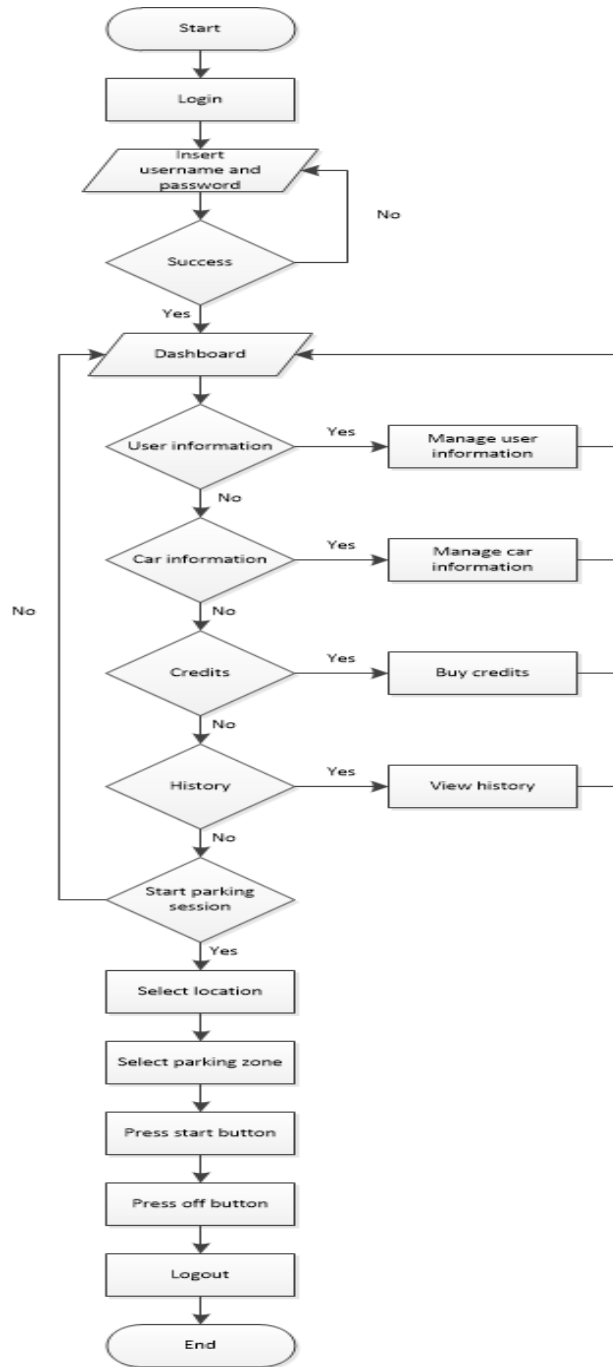 Start
Login
Insert
username and
password
No
Success
Yes
Dashboard
User information
Yes
Manage user
information
No
Car information
Yes
Manage car
information
No
No
Credits
Yes
Buy credits
No
History
Yes
View history
No
Start parking
session
Yes
Select location
Select parking zone
Press start button
Press off button
Logout
End